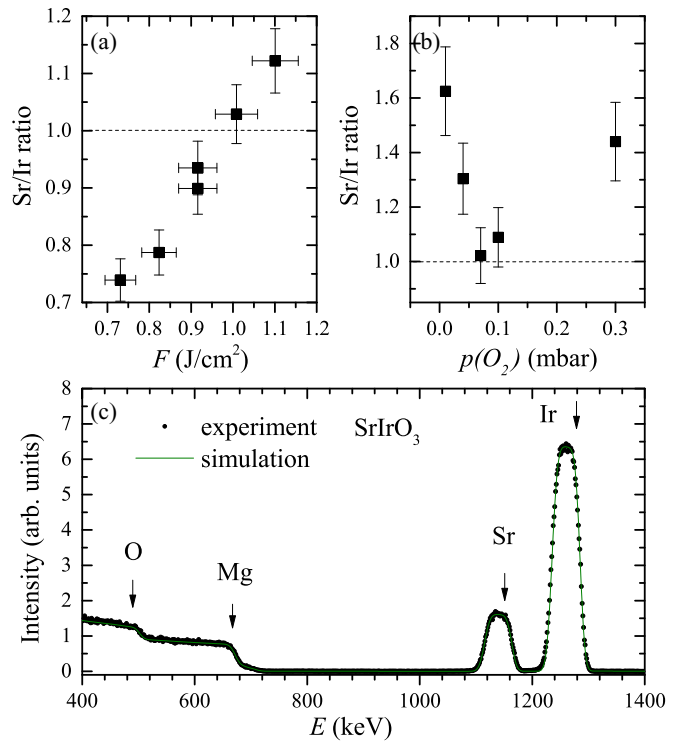 (a)
Sr/Ir ratio
1.2
1.1
1.0
0.9
0.8
0.7
0.7 0.8 0.9 1.0 1.1 1.2
F (J/cm²)
(b)
Sr/Ir ratio
1.8
1.6
1.4
1.2
1.0
0.0 0.1 0.2 0.3
p(O₂) (mbar)
(c)
experiment SrIrO₃
simulation
Intensity (arb. units)
8
7
6
5
4
3
2
1
0
O
Mg
Sr
Ir
400 600 800 1000 1200 1400
E (keV)